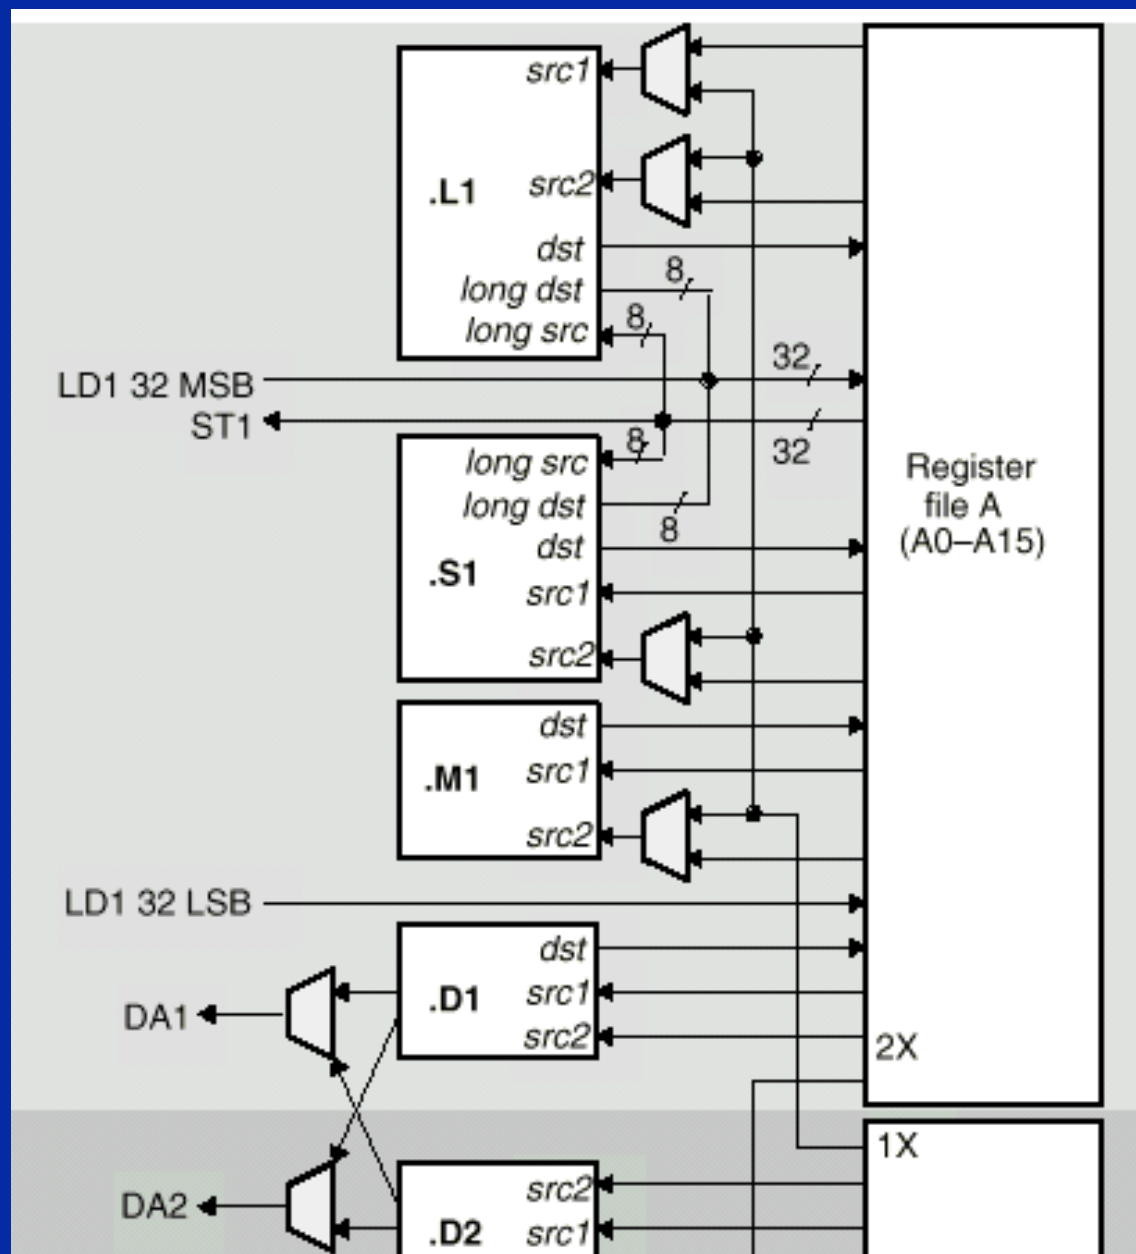 src1
.L1
src2
dst
8
long dst
8
long src
32
LD1 32 MSB
ST1
32
8
long src
long dst
8
dst
.S1
src1
src2
Register
file A
(A0–A15)
dst
.M1
src1
src2
LD1 32 LSB
dst
.D1
src1
src2
DA1
2X
1X
DA2
src2
.D2
src1